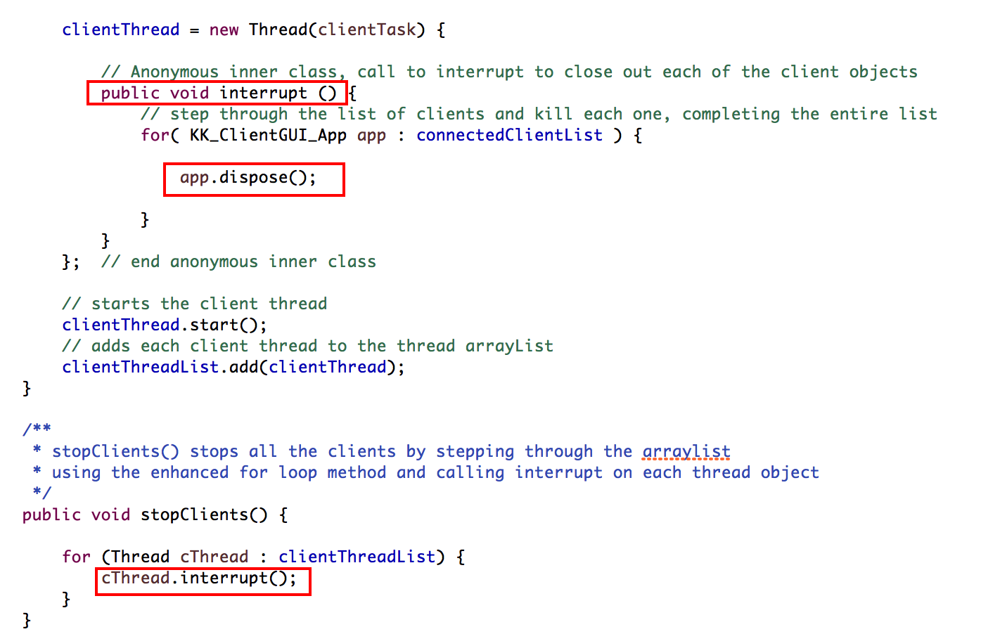 clientThread = new Thread(clientTask) {
// Anonymous inner class, call to interrupt to close out each of the client objects
public void interrupt () {
// step through the list of clients and kill each one, completing the entire list
for( KK_ClientGUI_App app : connectedClientList ) {
app.dispose();
}
}
}; // end anonymous inner class
// starts the client thread
clientThread.start();
// adds each client thread to the thread arrayList
clientThreadList.add(clientThread);
}
/**
* stopClients() stops all the clients by stepping through the arraylist
* using the enhanced for loop method and calling interrupt on each thread object
*/
public void stopClients() {
for (Thread cThread : clientThreadList) {
cThread.interrupt();
}
}